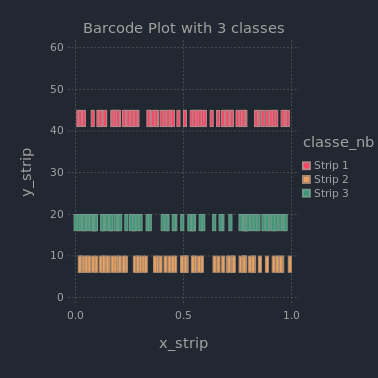 Barcode Plot with 3 classes
60
50
40
30
20
10
0
y_strip
0.0
0.5
1.0
x_strip
classe_nb
Strip 1
Strip 2
Strip 3